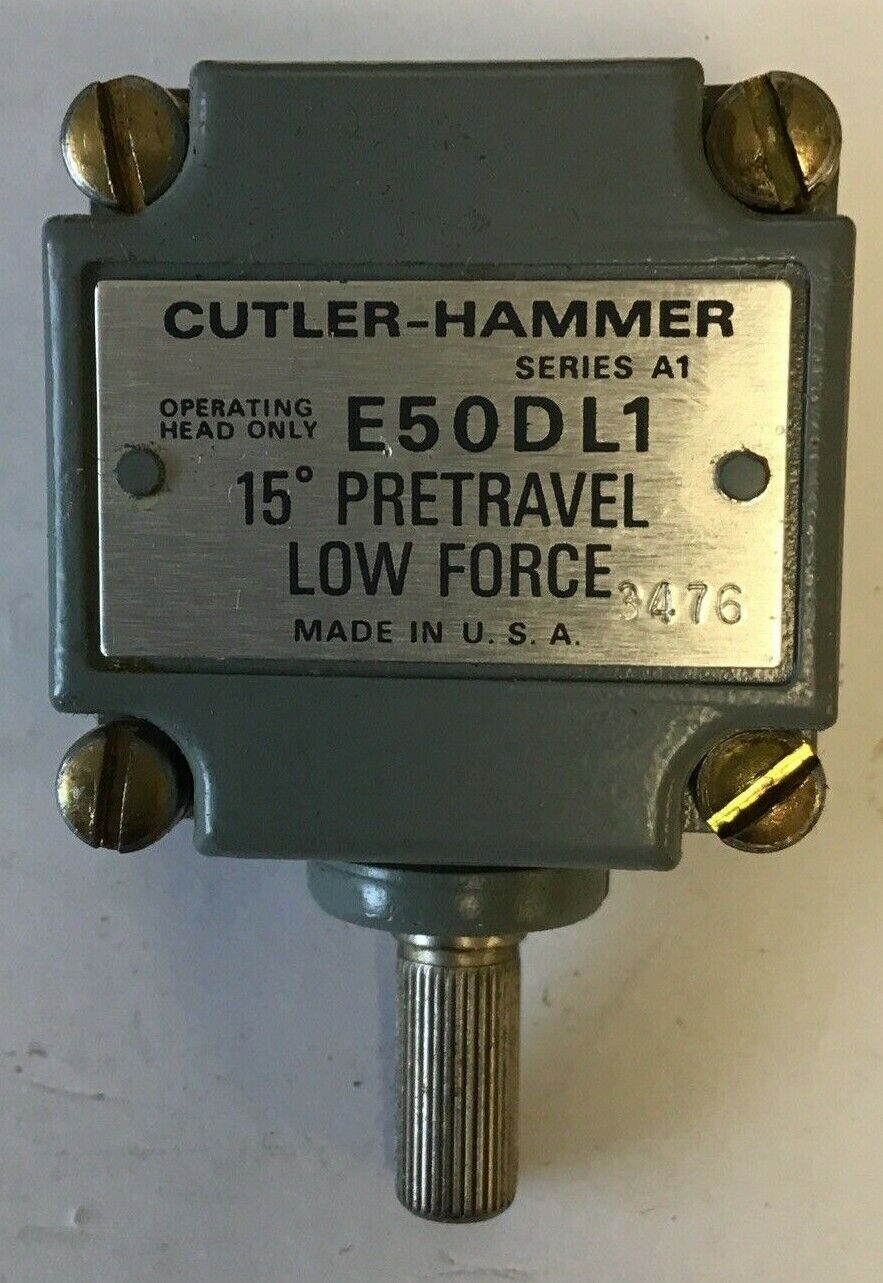 CUTLER-HAMMER
SERIES A1
OPERATING
HEAD ONLY E50DL1
15° PRETRAVEL
LOW FORCE
3476
MADE IN U. S. A.